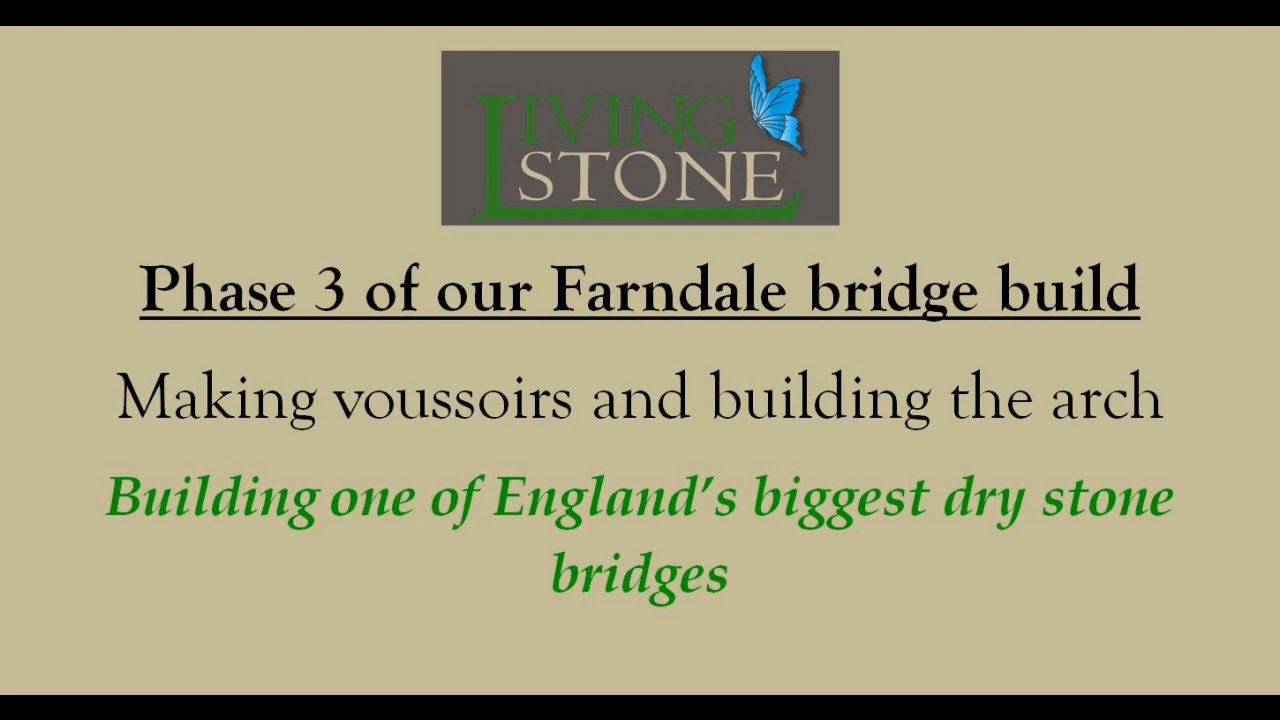 LIVING
STONE
Phase 3 of our Farndale bridge build
Making voussoirs and building the arch
Building one of England's biggest dry stone
bridges